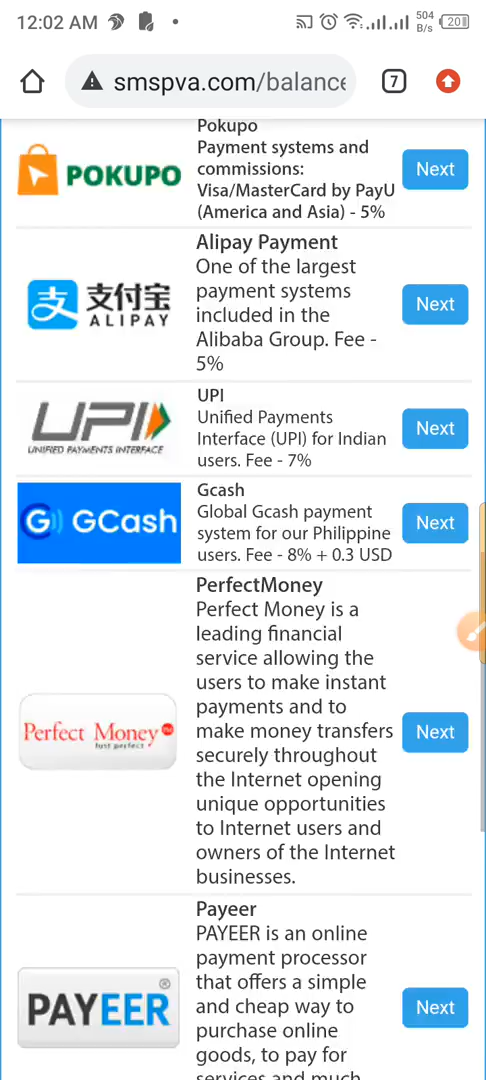 12:02 AM
504
B/s
20
smspva.com/balance
7
Pokupo
Payment systems and
commissions:
Visa/MasterCard by PayU
(America and Asia) - 5%
POKUPO
Next
Alipay Payment
One of the largest
payment systems
included in the
Alibaba Group. Fee -
5%
支付宝
ALIPAY
Next
UPI
Unified Payments
Interface (UPI) for Indian
users. Fee - 7%
UPI
UNIFIED PAYMENTS INTERFACE
Next
Gcash
Global Gcash payment
system for our Philippine
users. Fee - 8% + 0.3 USD
G GCash
Next
PerfectMoney
Perfect Money is a
leading financial
service allowing the
users to make instant
payments and to
make money transfers
securely throughout
the Internet opening
unique opportunities
to Internet users and
owners of the Internet
businesses.
Perfect Money PM
Just perfect
Next
Payeer
PAYEER is an online
payment processor
that offers a simple
and cheap way to
purchase online
goods, to pay for
services and much
PAYEER®
Next